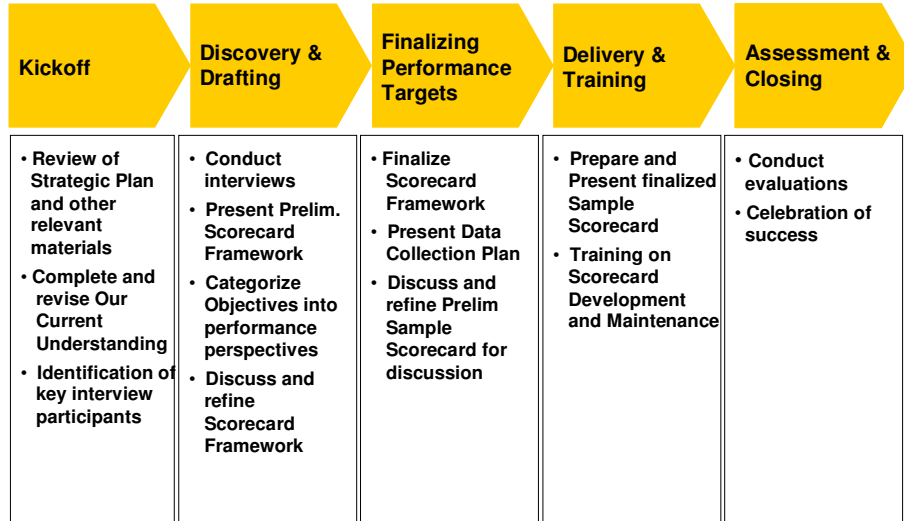 Kickoff
Discovery &
Drafting
Finalizing
Performance
Targets
Delivery &
Training
Assessment &
Closing
• Review of
Strategic Plan
and other
relevant
materials
• Complete and
revise Our
Current
Understanding
• Identification of
key interview
participants
• Conduct
interviews
• Present Prelim.
Scorecard
Framework
• Categorize
Objectives into
performance
perspectives
• Discuss and
refine
Scorecard
Framework
• Finalize
Scorecard
Framework
• Present Data
Collection Plan
• Discuss and
refine Prelim
Sample
Scorecard for
discussion
• Prepare and
Present finalized
Sample
Scorecard
• Training on
Scorecard
Development
and Maintenance
• Conduct
evaluations
• Celebration of
success